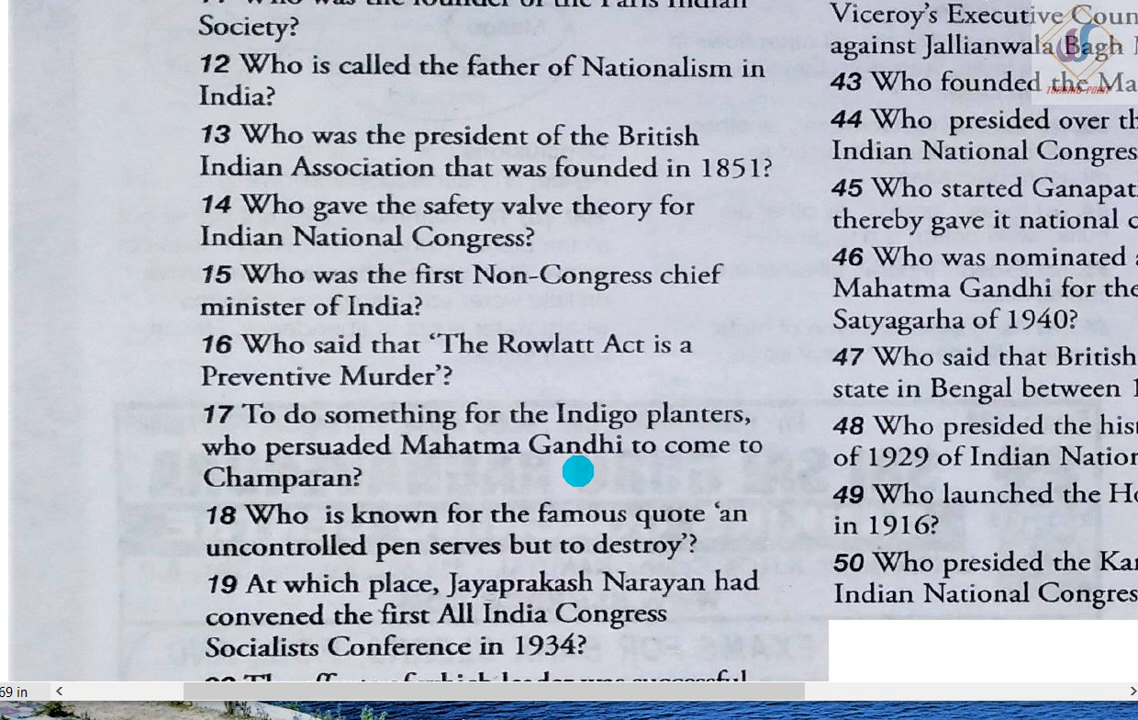 Society?
12 Who is called the father of Nationalism in
India?
13 Who was the president of the British
Indian Association that was founded in 1851?
14 Who gave the safety valve theory for
Indian National Congress?
15 Who was the first Non-Congress chief
minister of India?
16 Who said that ‘The Rowlatt Act is a
Preventive Murder’?
17 To do something for the Indigo planters,
who persuaded Mahatma Gandhi to come to
Champaran?
18 Who is known for the famous quote ‘an
uncontrolled pen serves but to destroy’?
19 At which place, Jayaprakash Narayan had
convened the first All India Congress
Socialists Conference in 1934?
Viceroy’s Executive Coun
against Jallianwala Bagh
43 Who founded the Ma
44 Who presided over th
Indian National Congres
45 Who started Ganapat
thereby gave it national c
46 Who was nominated
Mahatma Gandhi for the
Satyagarha of 1940?
47 Who said that British
state in Bengal between 1
48 Who presided the his
of 1929 of Indian Nation
49 Who launched the Ho
in 1916?
50 Who presided the Kar
Indian National Congres
TURNING POINT
69 in